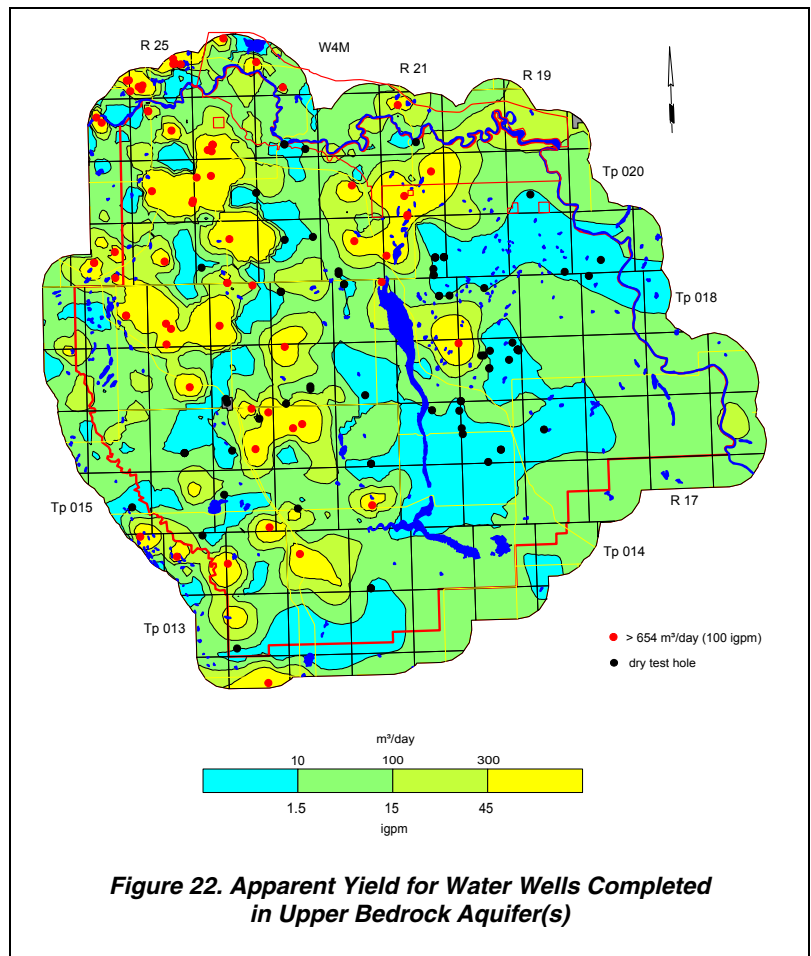 W4M
R 25
R 21
R 19
Tp 020
Tp 018
Tp 015
R 17
Tp 014
Tp 013
> 654 m³/day (100 igpm)
dry test hole
m³/day
10 100 300
1.5 15 45
igpm
Figure 22. Apparent Yield for Water Wells Completed
in Upper Bedrock Aquifer(s)